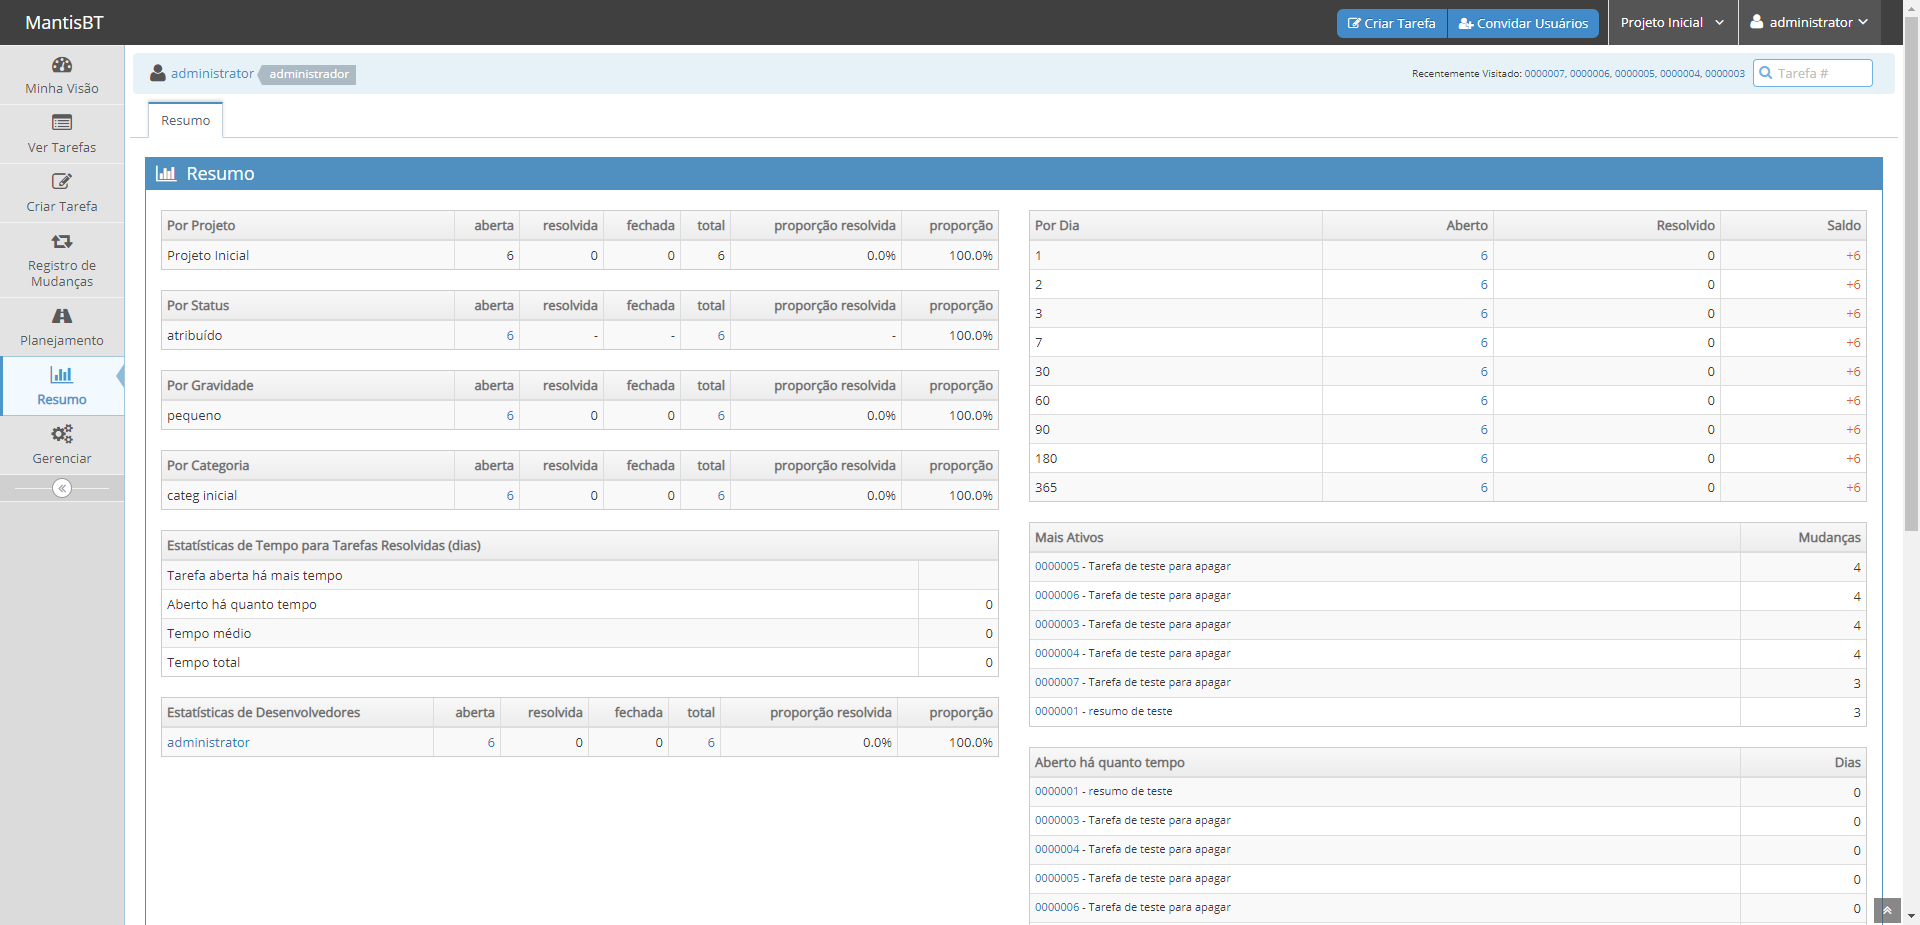 MantisBT
Criar Tarefa
Convidar Usuários
Projeto Inicial
administrator
Minha Visão
Ver Tarefas
Criar Tarefa
Registro de
Mudanças
Planejamento
Resumo
Gerenciar
administrator administrador
Recentemente Visitado: 0000007, 0000006, 0000005, 0000004, 0000003
Tarefa #
Resumo
Resumo
Por Projeto aberta resolvida fechada total proporção resolvida proporção
Projeto Inicial 6 0 0 6 0.0% 100.0%
Por Status aberta resolvida fechada total proporção resolvida proporção
atribuído 6 - - 6 - 100.0%
Por Gravidade aberta resolvida fechada total proporção resolvida proporção
pequeno 6 0 0 6 0.0% 100.0%
Por Categoria aberta resolvida fechada total proporção resolvida proporção
categ inicial 6 0 0 6 0.0% 100.0%
Estatísticas de Tempo para Tarefas Resolvidas (dias)
Tarefa aberta há mais tempo
Aberto há quanto tempo 0
Tempo médio 0
Tempo total 0
Estatísticas de Desenvolvedores aberta resolvida fechada total proporção resolvida proporção
administrator 6 0 0 6 0.0% 100.0%
Por Dia Aberto Resolvido Saldo
1 6 0 +6
2 6 0 +6
3 6 0 +6
7 6 0 +6
30 6 0 +6
60 6 0 +6
90 6 0 +6
180 6 0 +6
365 6 0 +6
Mais Ativos Mudanças
0000005 - Tarefa de teste para apagar 4
0000006 - Tarefa de teste para apagar 4
0000003 - Tarefa de teste para apagar 4
0000004 - Tarefa de teste para apagar 4
0000007 - Tarefa de teste para apagar 3
0000001 - resumo de teste 3
Aberto há quanto tempo Dias
0000001 - resumo de teste 0
0000003 - Tarefa de teste para apagar 0
0000004 - Tarefa de teste para apagar 0
0000005 - Tarefa de teste para apagar 0
0000006 - Tarefa de teste para apagar 0